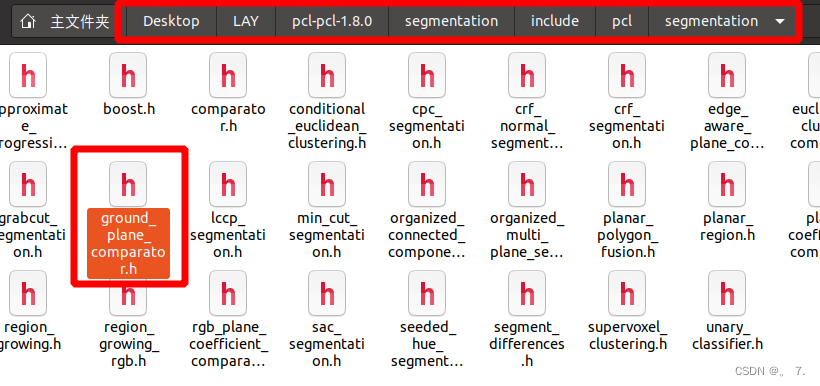 主文件夹 Desktop LAY pcl-pcl-1.8.0 segmentation include pcl segmentation
pproximat
e_
rogressi...
boost.h
comparato
r.h
conditional
_euclidean_
clustering.h
cpc_
segmentati
on.h
crf_
normal_
segment...
crf_
segmentati
on.h
edge_
aware_
plane_co...
eucl
clu
comp
grabcut_
egmentati
on.h
ground_
plane_
comparato
r.h
lccp_
segmentati
on.h
min_cut_
segmentati
on.h
organized_
connected_
compone...
organized_
multi_
plane_se...
planar_
polygon_
fusion.h
planar_
region.h
pl
coeff
comp
region_
growing.h
region_
growing_
rgb.h
rgb_plane_
coefficient_
compara...
sac_
segmentati
on.h
seeded_
hue_
segment...
segment_
differences
.h
supervoxel_
clustering.h
unary_
classifier.h
CSDN @。 7.